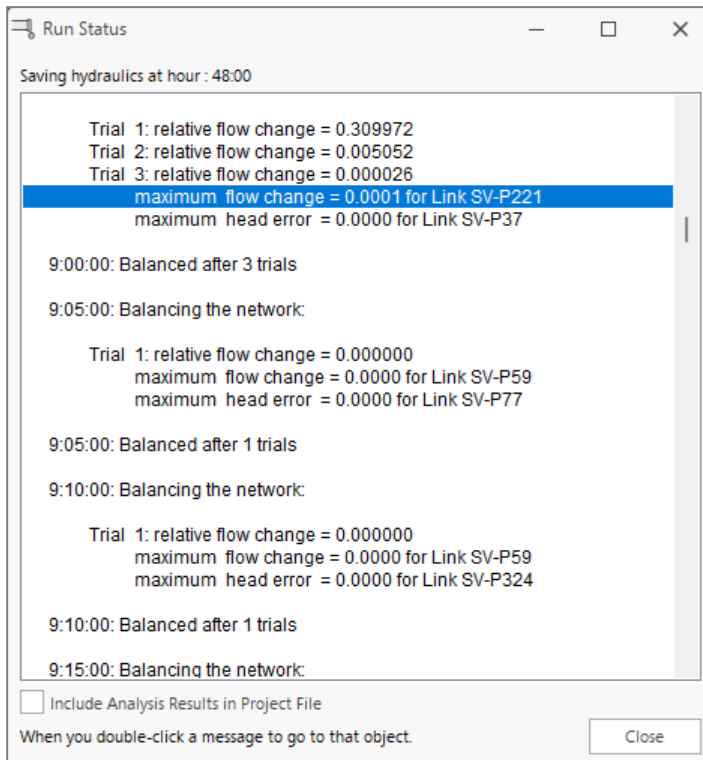 Run Status
Saving hydraulics at hour : 48:00
Trial 1: relative flow change = 0.309972
Trial 2: relative flow change = 0.005052
Trial 3: relative flow change = 0.000026
maximum flow change = 0.0001 for Link SV-P221
maximum head error = 0.0000 for Link SV-P37
9:00:00: Balanced after 3 trials
9:05:00: Balancing the network:
Trial 1: relative flow change = 0.000000
maximum flow change = 0.0000 for Link SV-P59
maximum head error = 0.0000 for Link SV-P77
9:05:00: Balanced after 1 trials
9:10:00: Balancing the network:
Trial 1: relative flow change = 0.000000
maximum flow change = 0.0000 for Link SV-P59
maximum head error = 0.0000 for Link SV-P324
9:10:00: Balanced after 1 trials
9:15:00: Balancing the network:
Include Analysis Results in Project File
When you double-click a message to go to that object.
Close